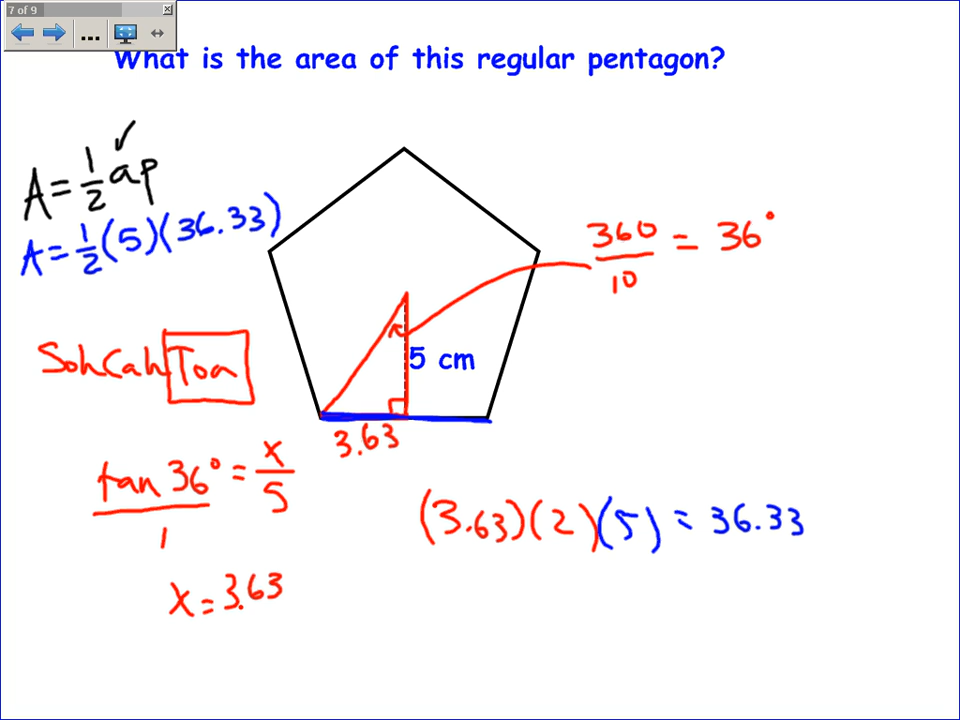 7 of 9
What is the area of this regular pentagon?
A = 1/2 ap
A = 1/2 (5)(36.33)
360/10 = 36°
SohCahToa
5 cm
3.63
tan 36°/1 = x/5
(3.63)(2)(5) = 36.33
x = 3.63